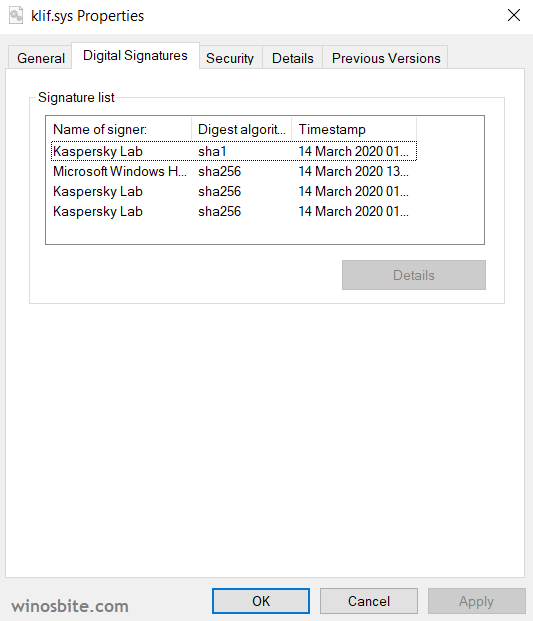 klif.sys Properties
General Digital Signatures Security Details Previous Versions
Signature list
Name of signer: Digest algorit... Timestamp
Kaspersky Lab sha1 14 March 2020 01...
Microsoft Windows H... sha256 14 March 2020 13...
Kaspersky Lab sha256 14 March 2020 01...
Kaspersky Lab sha256 14 March 2020 01...
Details
winosbite.com OK Cancel Apply